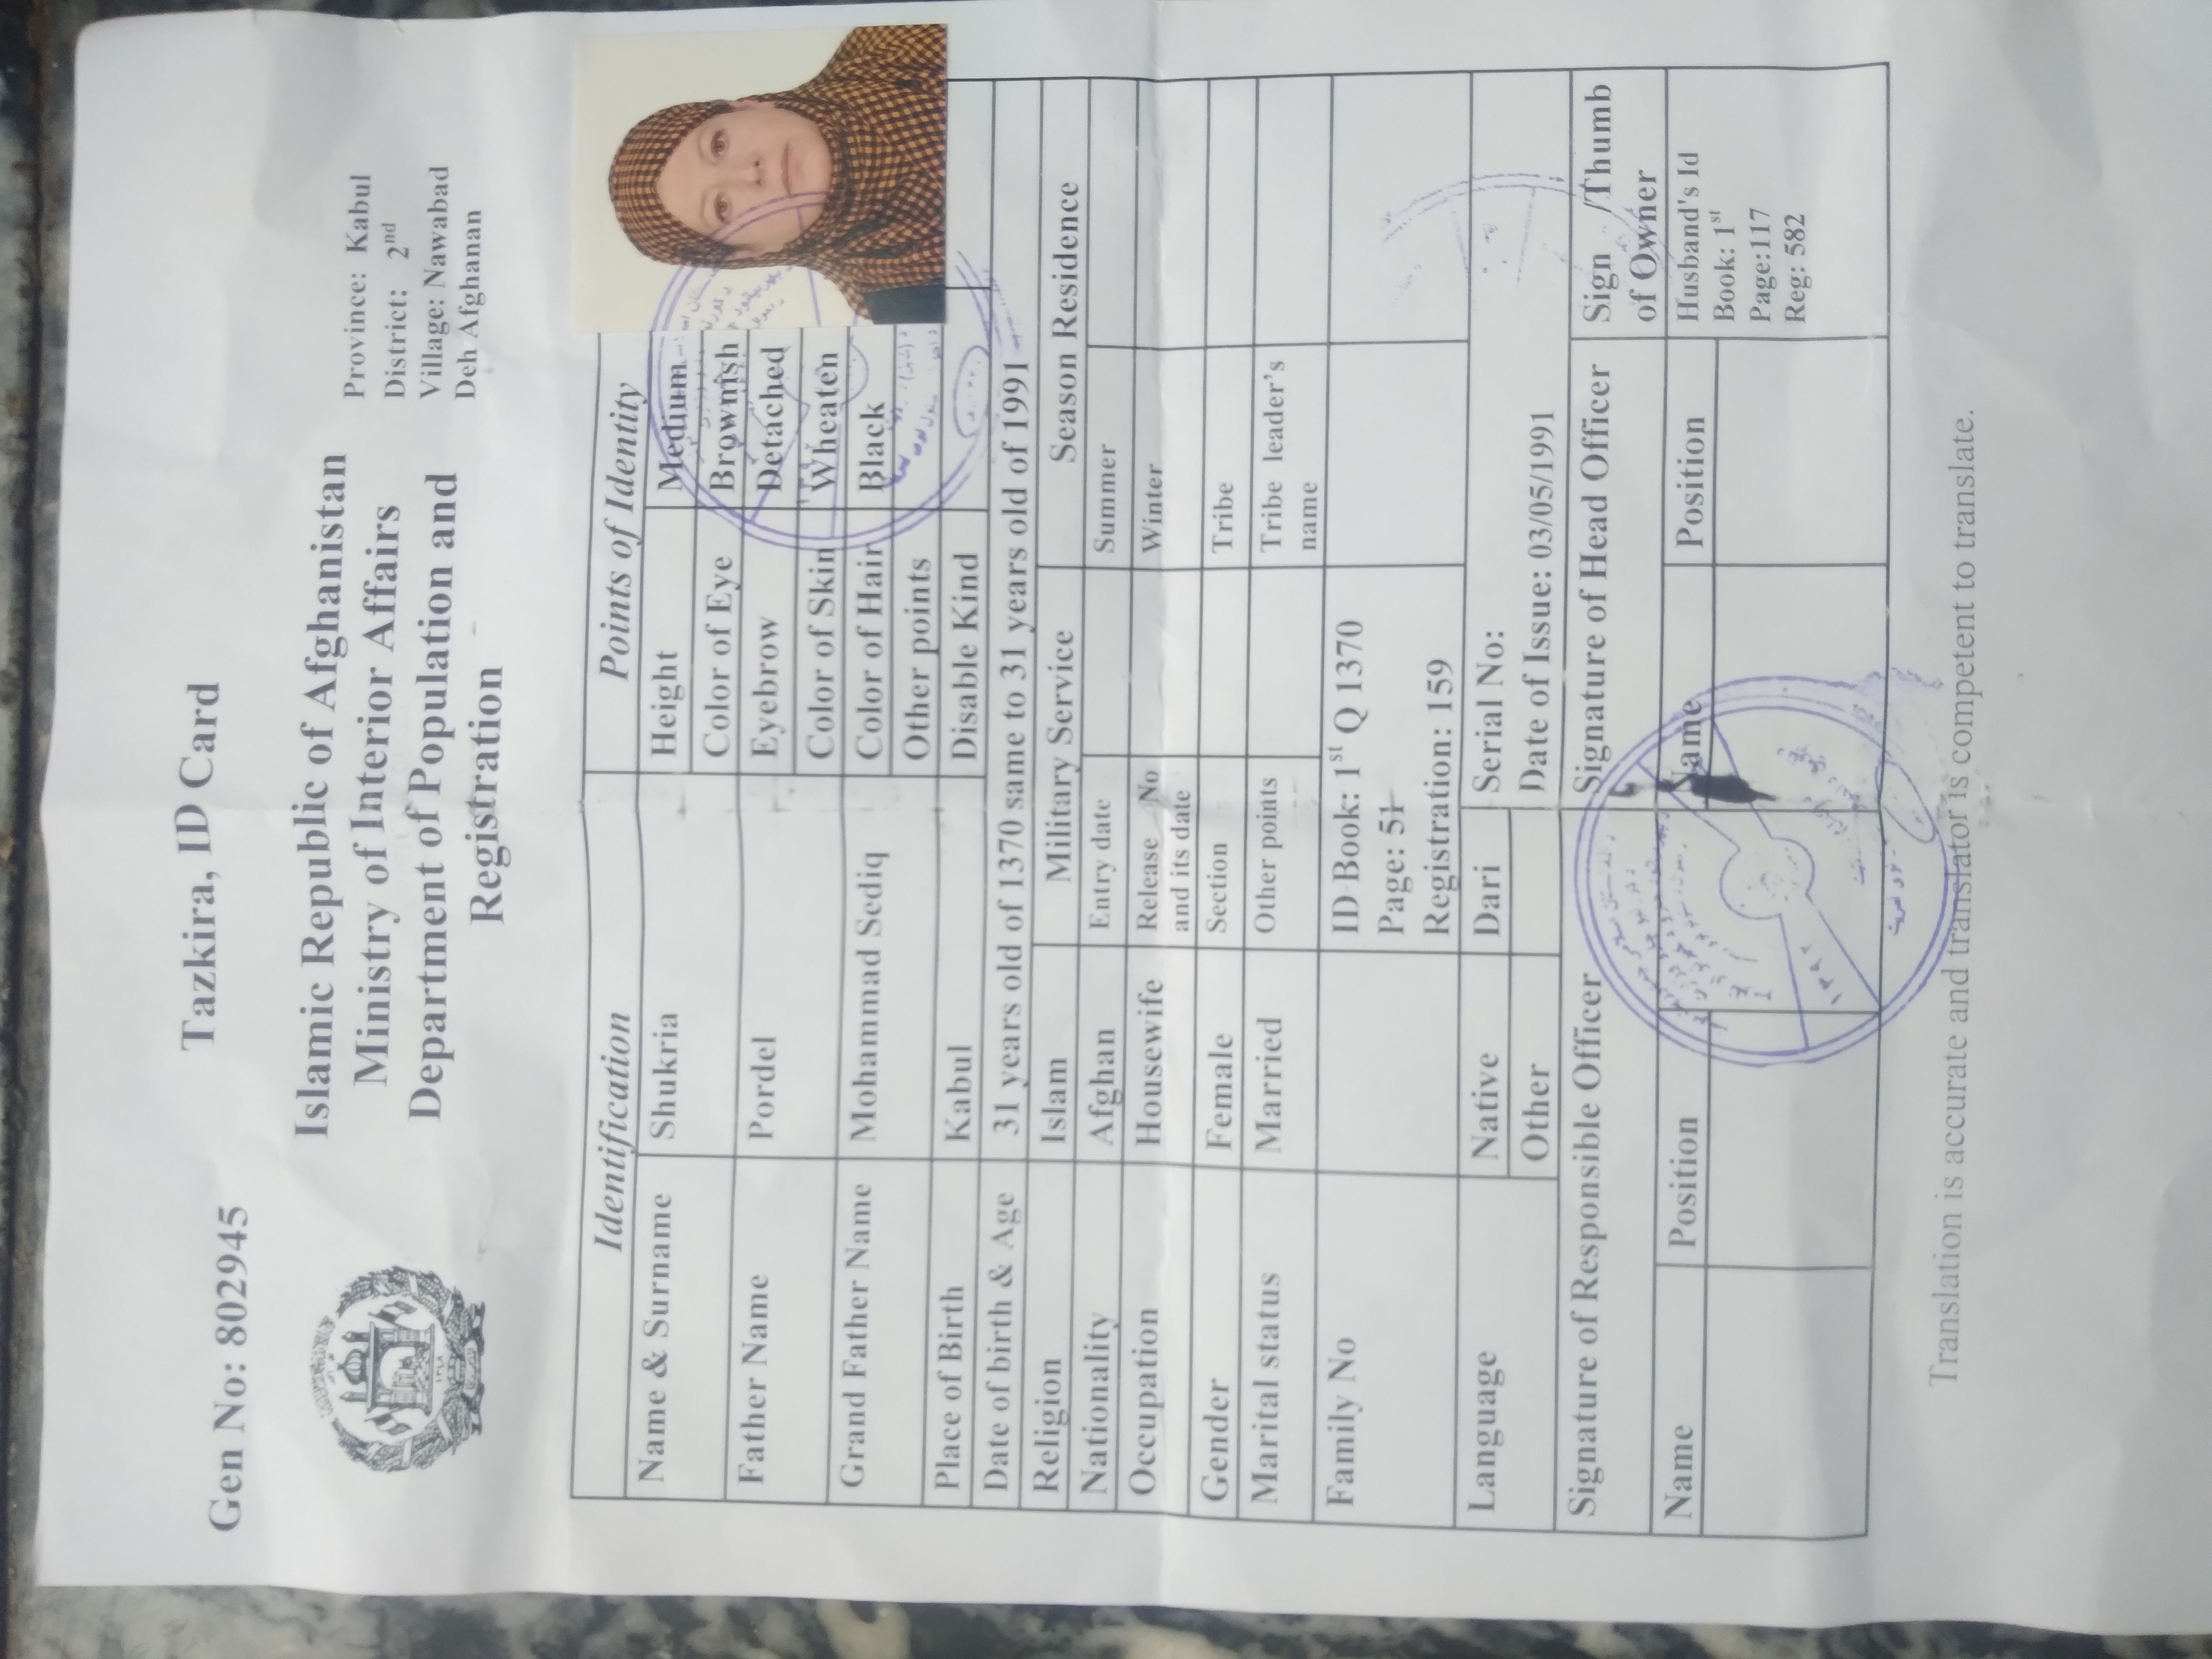 Tazkira, ID Card
Gen No: 802945
Islamic Republic of Afghanistan
Ministry of Interior Affairs
Department of Population and
Registration
Province: Kabul
District: 2nd
Village: Nawabad
Deh Afghanan
١٢٩٨
Identification
Points of Identity
Name & Surname Shukria
Height Medium
Color of Eye Brownish
Father Name Pordel
Eyebrow Detached
Color of Skin Wheaten
Grand Father Name Mohammad Sediq
Color of Hair Black
Other points
Place of Birth Kabul
Disable Kind
Date of birth & Age 31 years old of 1370 same to 31 years old of 1991
Religion Islam Military Service Season Residence
Nationality Afghan Entry date Summer
Occupation Housewife Release No Winter
and its date
Gender Female Section Tribe
Marital status Married Other points Tribe leader's
name
Family No ID Book: 1st Q 1370
Page: 51
Registration: 159
Language Native Dari Serial No:
Other Date of Issue: 03/05/1991
Signature of Responsible Officer Signature of Head Officer Sign /Thumb
of Owner
Name Position Name Position Husband's Id
Book: 1st
Page:117
Reg: 582
١٣٩٢
Translation is accurate and translator is competent to translate.